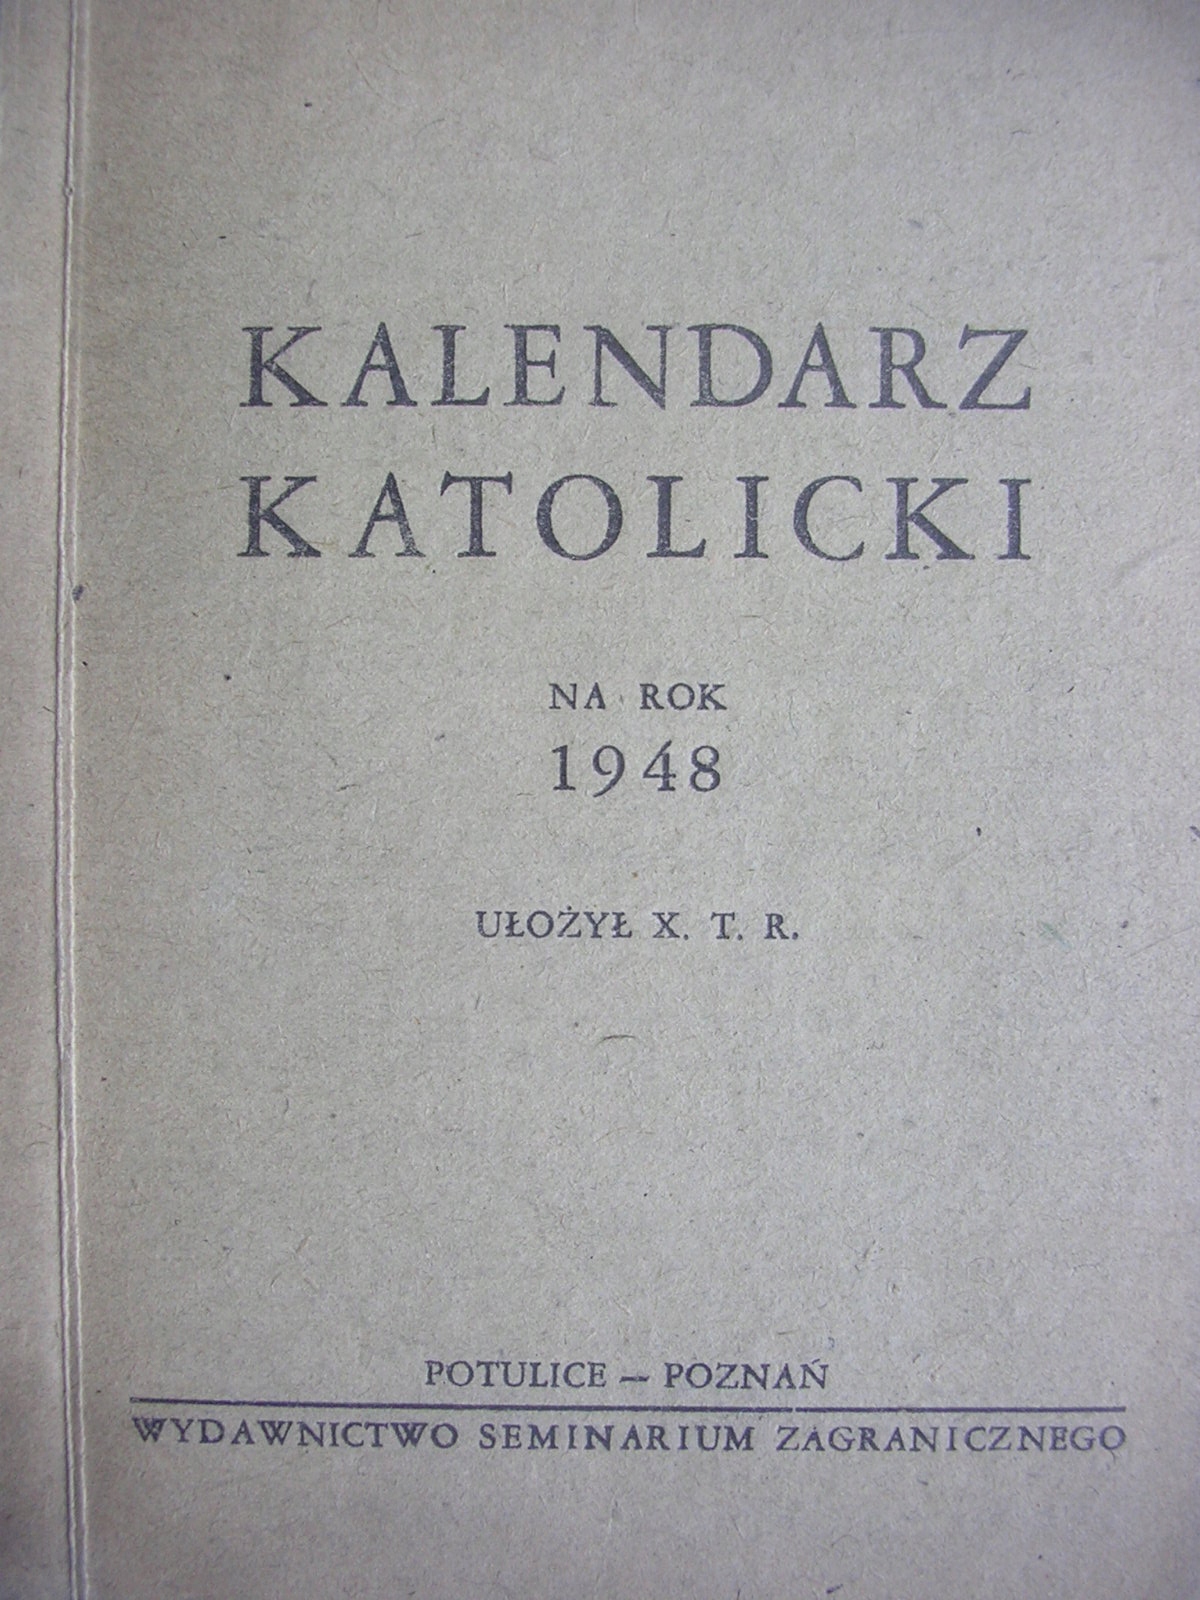 KALENDARZ
KATOLICKI
NA ROK
1948
UŁOŻYŁ X. T. R.
POTULICE — POZNAŃ
WYDAWNICTWO SEMINARIUM ZAGRANICZNEGO